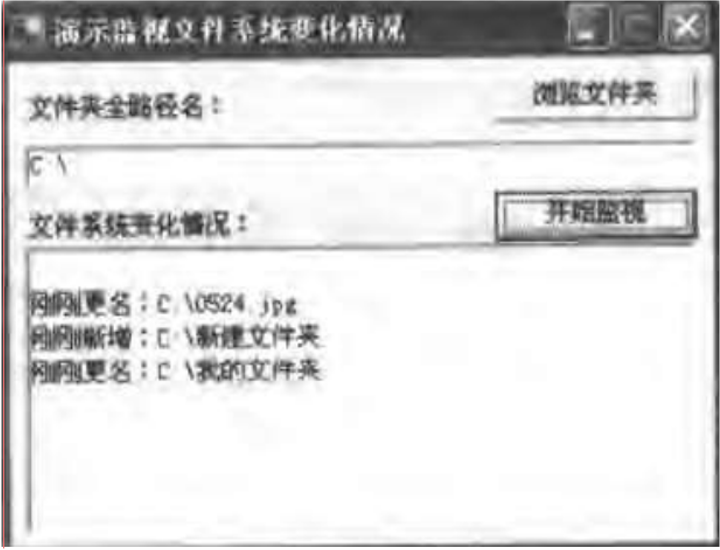 演示监视文件系统变化情况
文件夹全路径名：
浏览文件夹
C:\
文件系统变化情况：
开始监视
刚刚更名：C:\0524.jpg
刚刚新增：C:\新建文件夹
刚刚更名：C:\我的文件夹